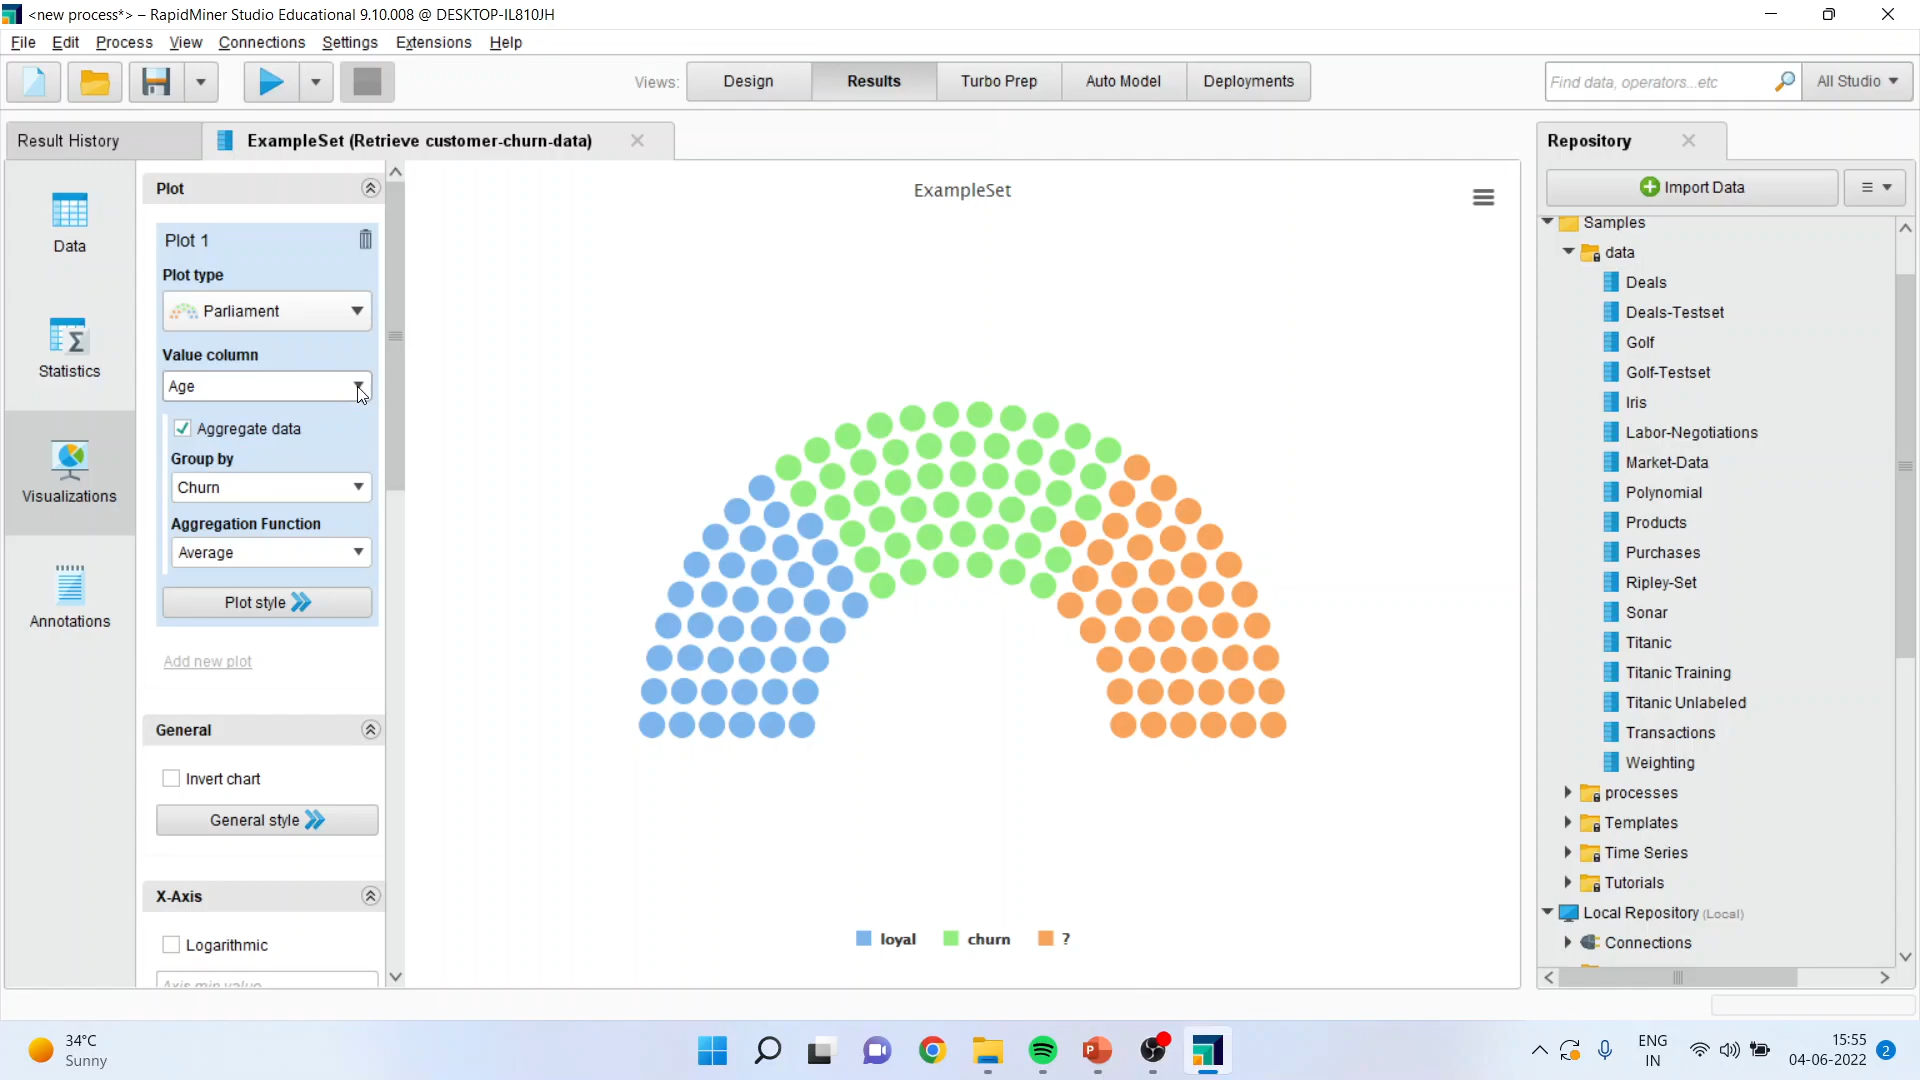 <new process*> – RapidMiner Studio Educational 9.10.008 @ DESKTOP-IL810JH
File Edit Process View Connections Settings Extensions Help
Views: Design Results Turbo Prep Auto Model Deployments
Find data, operators...etc
All Studio
Result History
ExampleSet (Retrieve customer-churn-data)
Repository
Data
Statistics
Visualizations
Annotations
Plot
Plot 1
Plot type
Parliament
Value column
Age
Aggregate data
Group by
Churn
Aggregation Function
Average
Plot style
Add new plot
General
Invert chart
General style
X-Axis
Logarithmic
Axis min value
ExampleSet
loyal churn ?
Import Data
Samples
data
Deals
Deals-Testset
Golf
Golf-Testset
Iris
Labor-Negotiations
Market-Data
Polynomial
Products
Purchases
Ripley-Set
Sonar
Titanic
Titanic Training
Titanic Unlabeled
Transactions
Weighting
processes
Templates
Time Series
Tutorials
Local Repository (Local)
Connections
34°C
Sunny
P
ENG
IN
15:55
04-06-2022
2